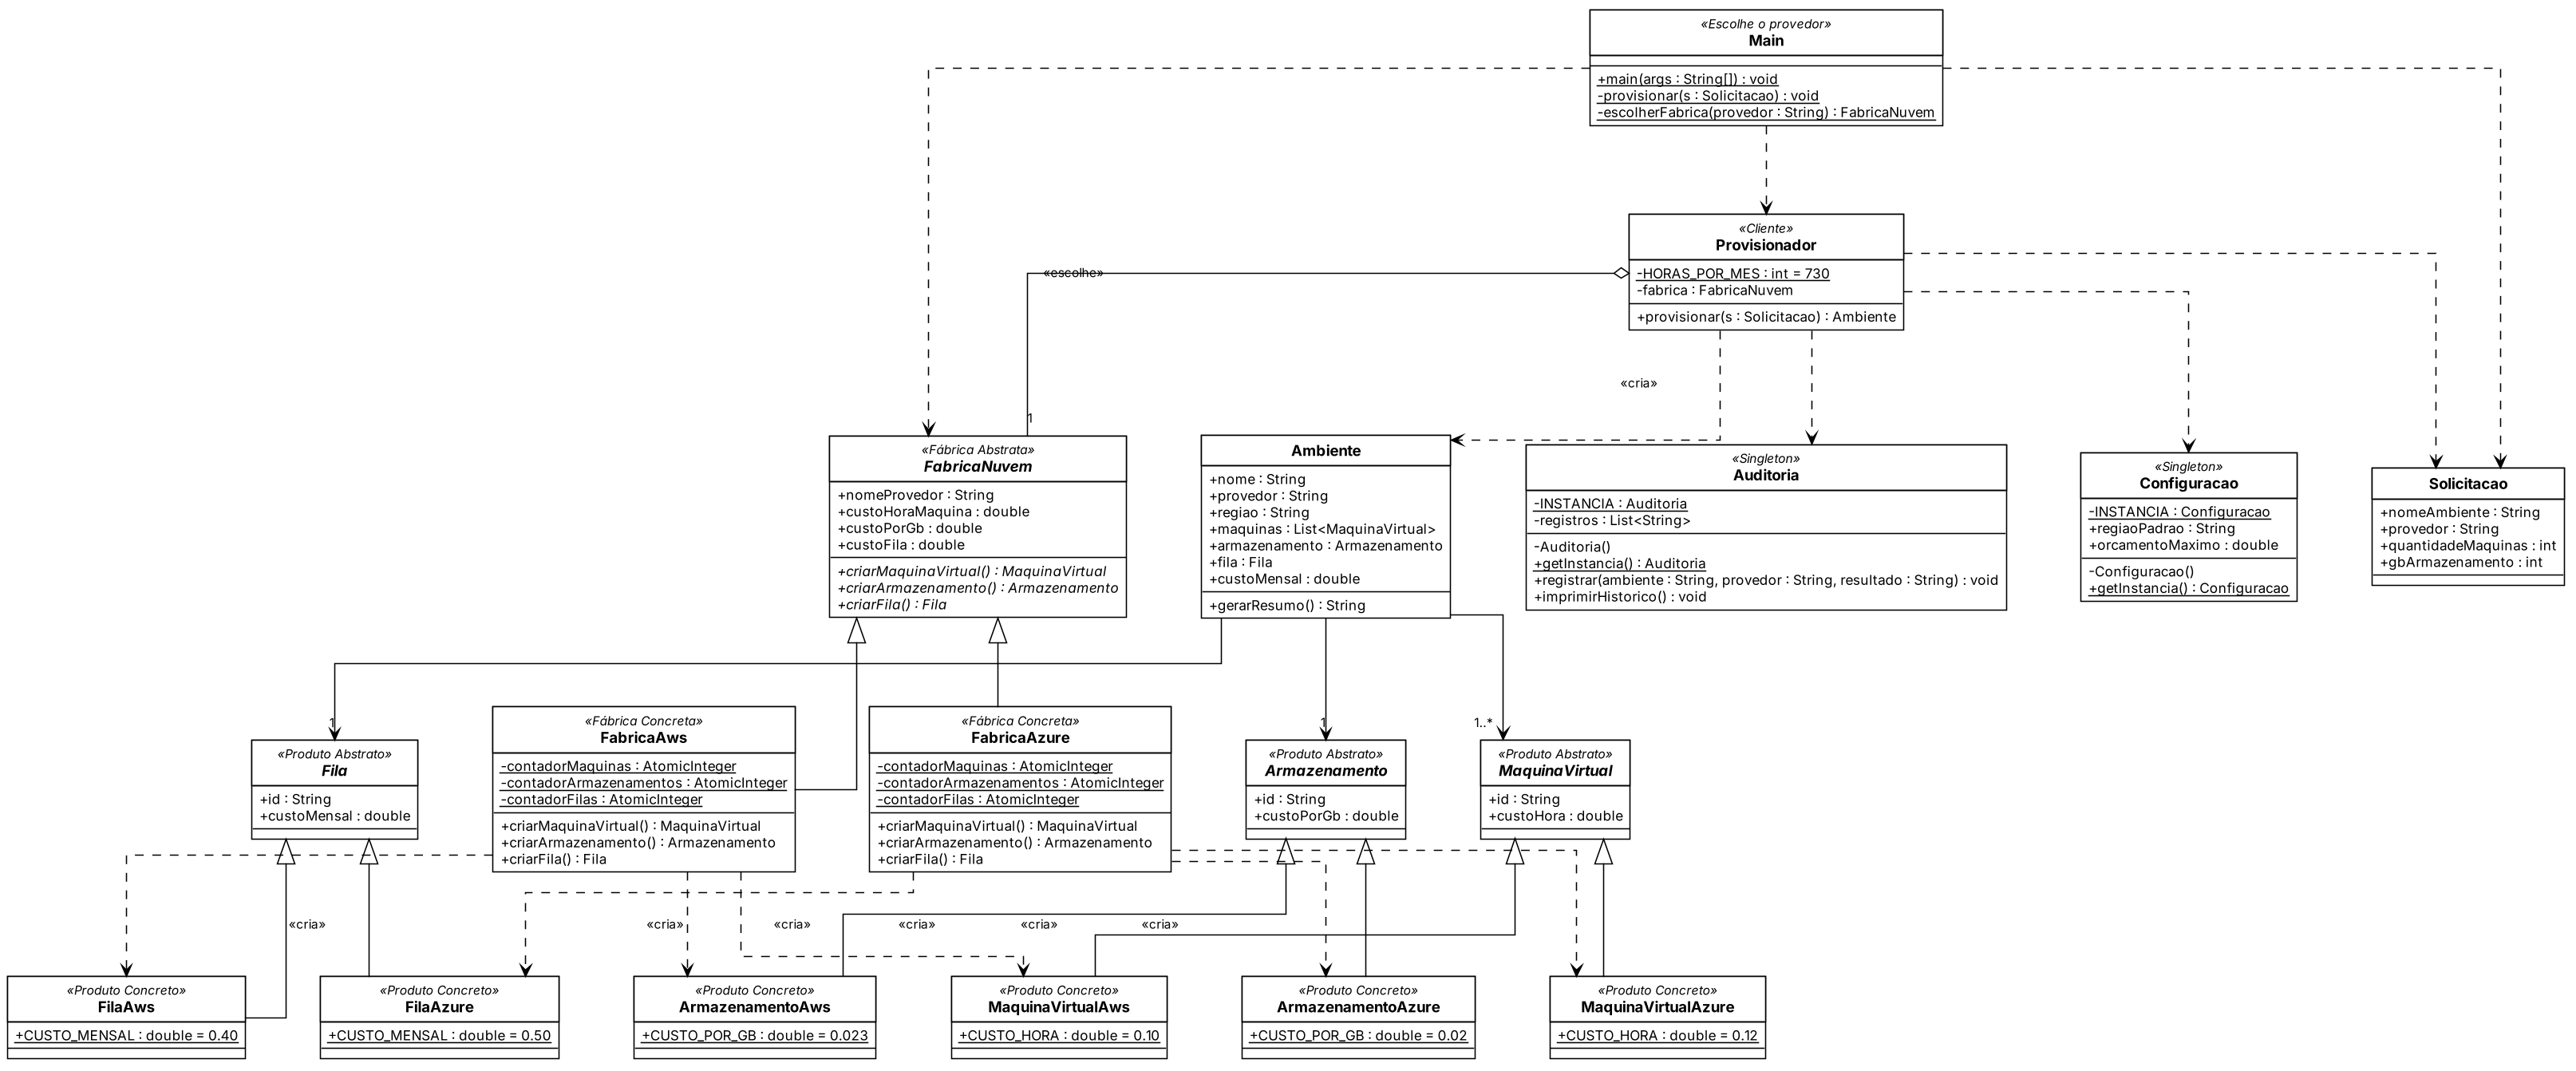 «Escolhe o provedor»
Main
+main(args : String[]) : void
-provisionar(s : Solicitacao) : void
-escolherFabrica(provedor : String) : FabricaNuvem
«Cliente»
Provisionador
-HORAS_POR_MES : int = 730
-fabrica : FabricaNuvem
+provisionar(s : Solicitacao) : Ambiente
«escolhe»
«cria»
1
«Fábrica Abstrata»
FabricaNuvem
+nomeProvedor : String
+custoHoraMaquina : double
+custoPorGb : double
+custoFila : double
+criarMaquinaVirtual() : MaquinaVirtual
+criarArmazenamento() : Armazenamento
+criarFila() : Fila
Ambiente
+nome : String
+provedor : String
+regiao : String
+maquinas : List<MaquinaVirtual>
+armazenamento : Armazenamento
+fila : Fila
+custoMensal : double
+gerarResumo() : String
«Singleton»
Auditoria
-INSTANCIA : Auditoria
-registros : List<String>
-Auditoria()
+getInstancia() : Auditoria
+registrar(ambiente : String, provedor : String, resultado : String) : void
+imprimirHistorico() : void
«Singleton»
Configuracao
-INSTANCIA : Configuracao
+regiaoPadrao : String
+orcamentoMaximo : double
-Configuracao()
+getInstancia() : Configuracao
Solicitacao
+nomeAmbiente : String
+provedor : String
+quantidadeMaquinas : int
+gbArmazenamento : int
1
1
1..*
«Produto Abstrato»
Fila
+id : String
+custoMensal : double
«Fábrica Concreta»
FabricaAws
-contadorMaquinas : AtomicInteger
-contadorArmazenamentos : AtomicInteger
-contadorFilas : AtomicInteger
+criarMaquinaVirtual() : MaquinaVirtual
+criarArmazenamento() : Armazenamento
+criarFila() : Fila
«Fábrica Concreta»
FabricaAzure
-contadorMaquinas : AtomicInteger
-contadorArmazenamentos : AtomicInteger
-contadorFilas : AtomicInteger
+criarMaquinaVirtual() : MaquinaVirtual
+criarArmazenamento() : Armazenamento
+criarFila() : Fila
«Produto Abstrato»
Armazenamento
+id : String
+custoPorGb : double
«Produto Abstrato»
MaquinaVirtual
+id : String
+custoHora : double
«cria»
«cria»
«cria»
«cria»
«cria»
«cria»
«Produto Concreto»
FilaAws
+CUSTO_MENSAL : double = 0.40
«Produto Concreto»
FilaAzure
+CUSTO_MENSAL : double = 0.50
«Produto Concreto»
ArmazenamentoAws
+CUSTO_POR_GB : double = 0.023
«Produto Concreto»
MaquinaVirtualAws
+CUSTO_HORA : double = 0.10
«Produto Concreto»
ArmazenamentoAzure
+CUSTO_POR_GB : double = 0.02
«Produto Concreto»
MaquinaVirtualAzure
+CUSTO_HORA : double = 0.12